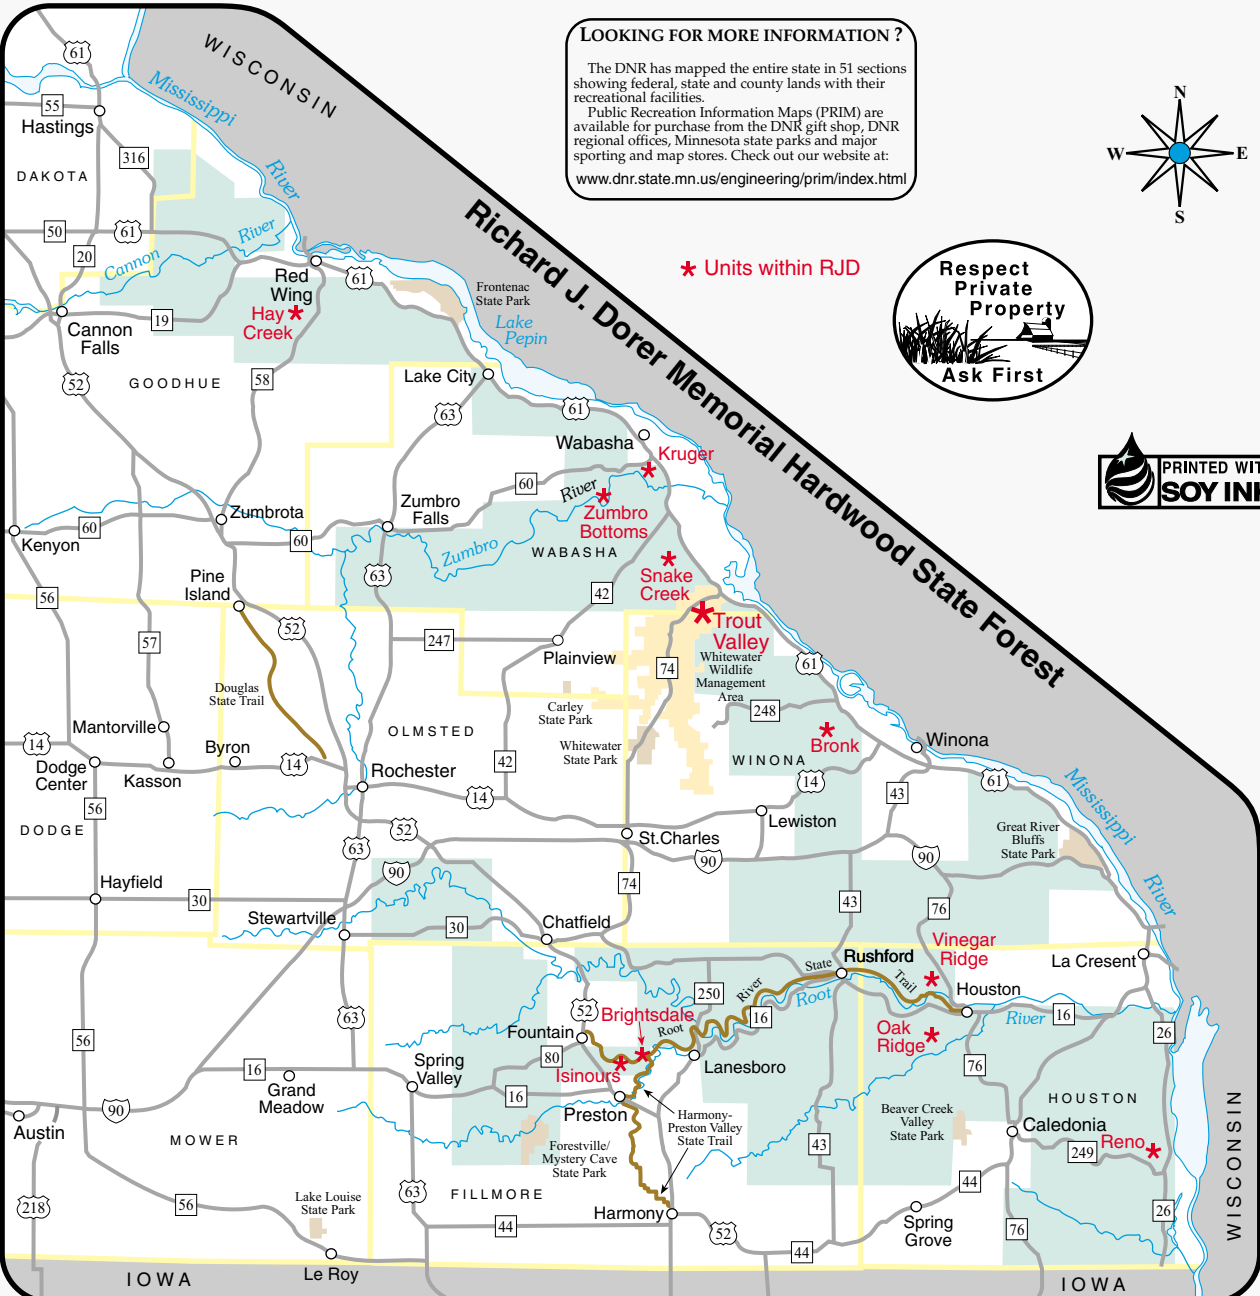 LOOKING FOR MORE INFORMATION ?
The DNR has mapped the entire state in 51 sections
showing federal, state and county lands with their
recreational facilities.
Public Recreation Information Maps (PRIM) are
available for purchase from the DNR gift shop, DNR
regional offices, Minnesota state parks and major
sporting and map stores. Check out our website at:
www.dnr.state.mn.us/engineering/prim/index.html
N
W
E
S
Richard J. Dorer Memorial Hardwood State Forest
* Units within RJD
Respect
Private
Property
Ask First
PRINTED WIT
SOY INK
WISCONSIN
61
Mississippi
55
Hastings
316
DAKOTA
River
50
61
20
River
Cannon
Red
Wing
61
Frontenac
State Park
Hay
Creek
Lake
Pepin
19
Cannon
Falls
52
GOODHUE
58
Lake City
63
61
Wabasha
Kruger
60
River
Zumbro
Bottoms
Zumbro
Falls
Zumbrota
60
60
Kenyon
Zumbro
WABASHA
Snake
Creek
Pine
Island
63
56
42
52
Trout
Valley
57
247
Plainview
74
Whitewater
Wildlife
Management
Area
61
Douglas
State Trail
Carley
State Park
248
Mantorville
OLMSTED
Whitewater
State Park
Bronk
Winona
14
Byron
WINONA
Dodge
Center
Kasson
14
Rochester
42
14
14
43
61
Mississippi
56
DODGE
52
Lewiston
Great River
Bluffs
State Park
63
St.Charles
90
90
90
Hayfield
74
River
30
43
76
Stewartville
30
Chatfield
Vinegar
Ridge
Rushford
La Cresent
State
Trail
250
River
Root
Houston
63
52
Brightsdale
16
River
16
Fountain
Root
Oak
Ridge
26
56
80
Isinours
Lanesboro
76
16
Grand
Meadow
Spring
Valley
16
Preston
HOUSTON
90
Harmony-
Preston Valley
State Trail
Beaver Creek
Valley
State Park
Caledonia
Austin
MOWER
Forestville/
Mystery Cave
State Park
43
Reno
249
WISCONSIN
218
56
Lake Louise
State Park
63
FILLMORE
44
Harmony
Spring
Grove
26
44
52
76
44
Le Roy
IOWA
IOWA